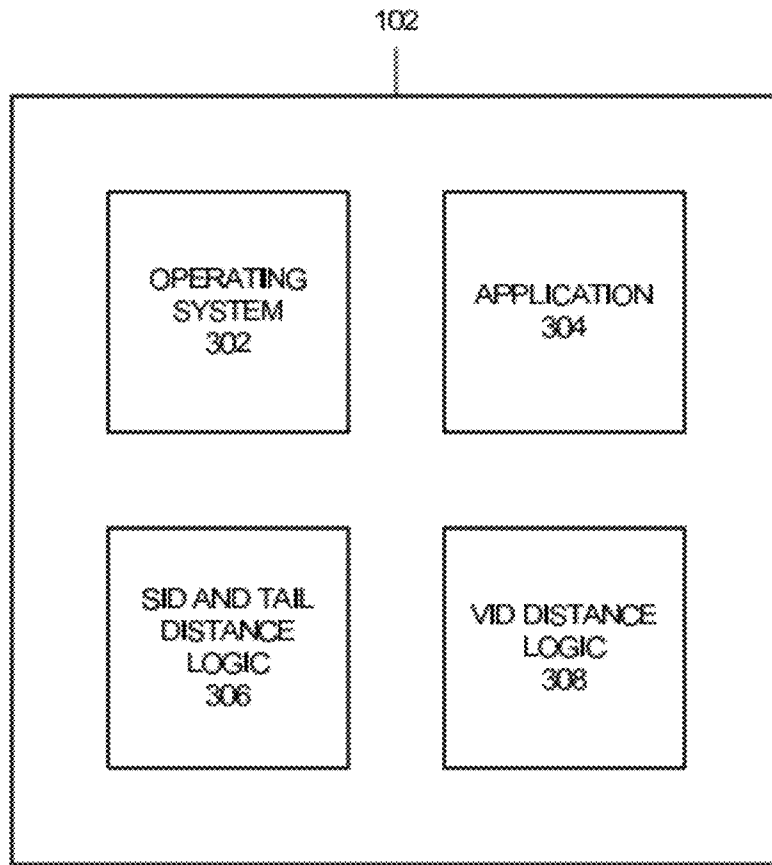 102
OPERATING
SYSTEM
302
APPLICATION
304
SID AND TAIL
DISTANCE
LOGIC
306
VID DISTANCE
LOGIC
308